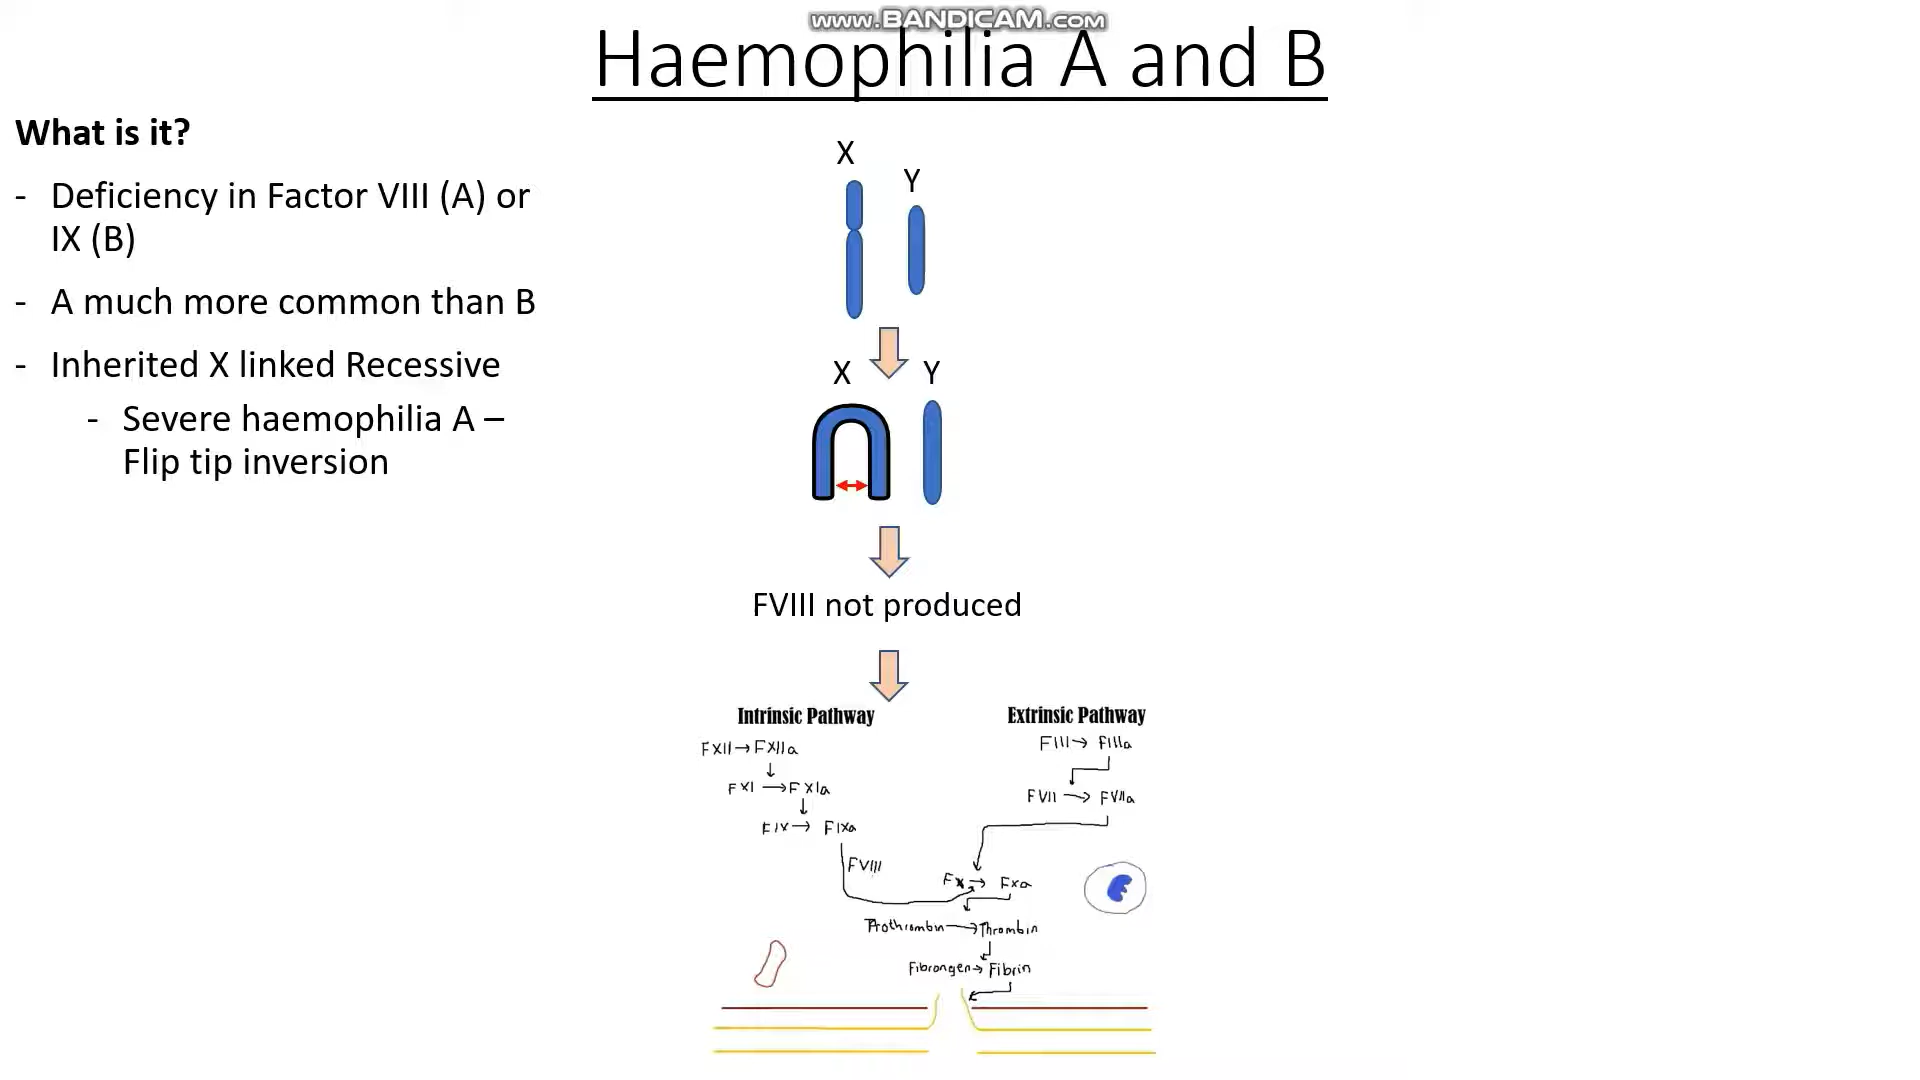 www.BANDICAM.com
Haemophilia A and B
What is it?
- Deficiency in Factor VIII (A) or
IX (B)
- A much more common than B
- Inherited X linked Recessive
- Severe haemophilia A –
Flip tip inversion
X
Y
X Y
FVIII not produced
Intrinsic Pathway
Extrinsic Pathway
FXII → FXIIa
FXI → FXIa
FIX → FIXa
FVIII
FIII → FIIIa
FVII → FVIIa
FX → FXa
Prothrombin → Thrombin
Fibrongen → Fibrin